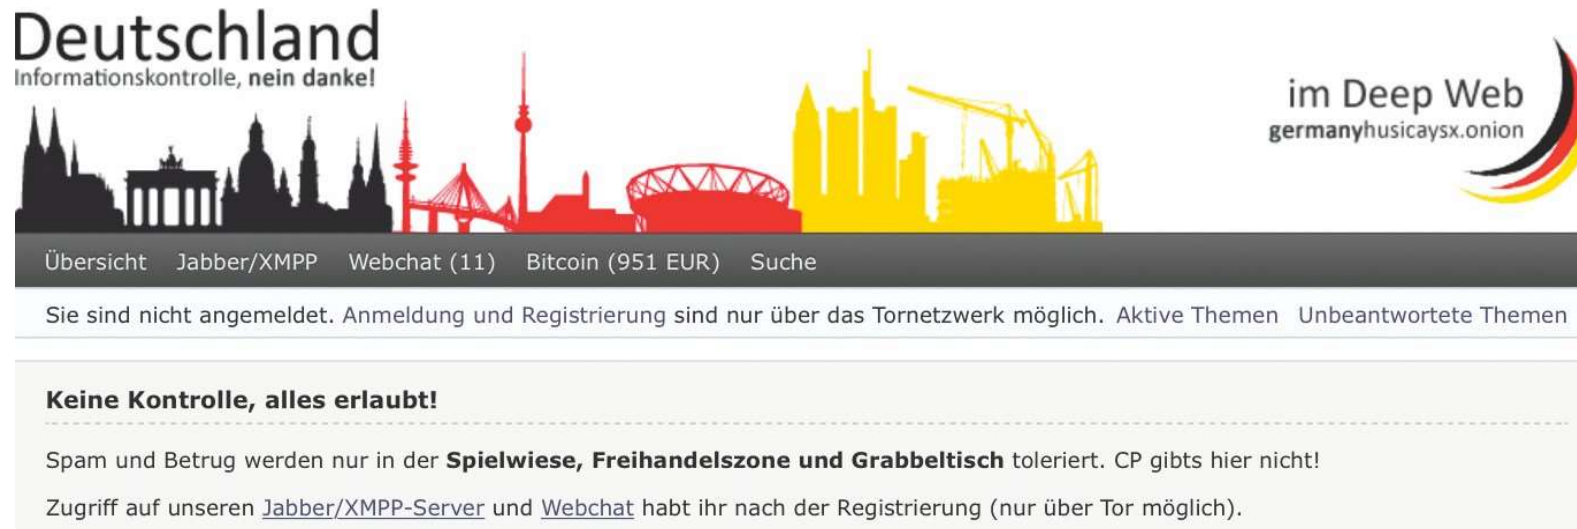 Deutschland
Informationskontrolle, nein danke!
im Deep Web
germanyhusicaysx.onion
Übersicht Jabber/XMPP Webchat (11) Bitcoin (951 EUR) Suche
Sie sind nicht angemeldet. Anmeldung und Registrierung sind nur über das Tornetzwerk möglich. Aktive Themen Unbeantwortete Themen
Keine Kontrolle, alles erlaubt!
Spam und Betrug werden nur in der Spielwiese, Freihandelszone und Grabbeltisch toleriert. CP gibts hier nicht!
Zugriff auf unseren Jabber/XMPP-Server und Webchat habt ihr nach der Registrierung (nur über Tor möglich).